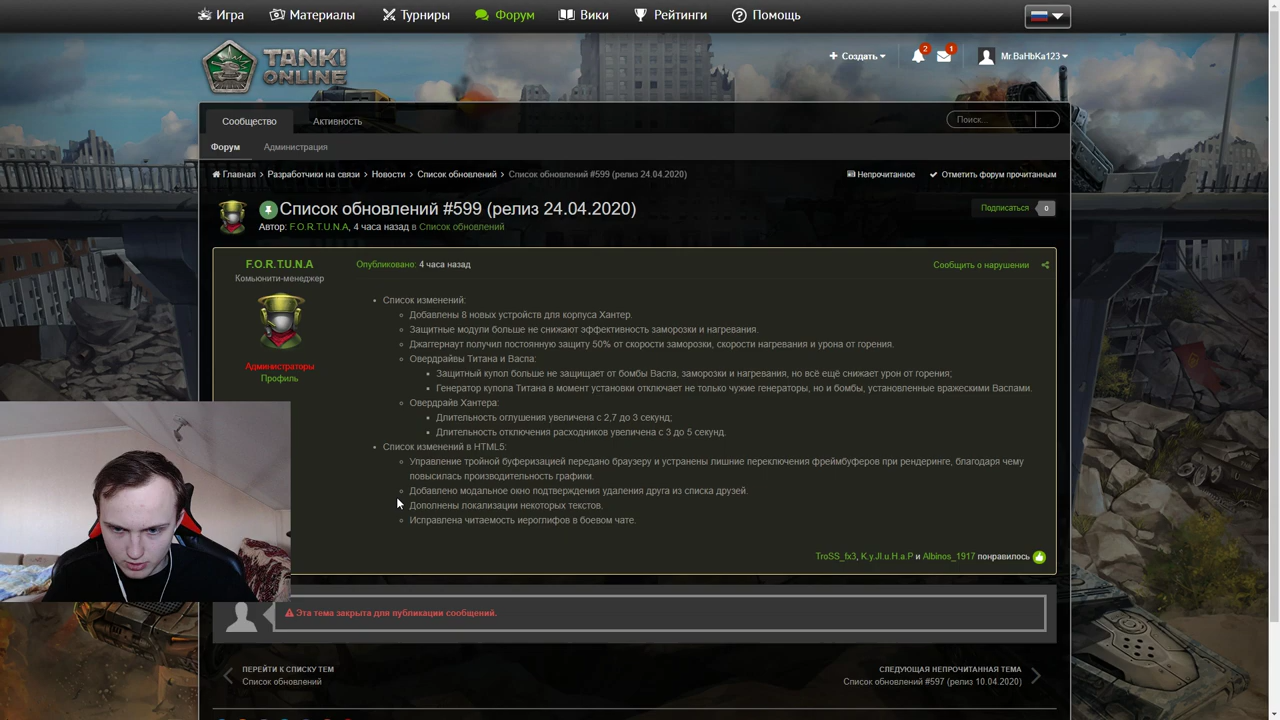 Игра Материалы Турниры Форум Вики Рейтинги Помощь
TANKI ONLINE
Создать 2 1 Mr.BaHbKa123
Сообщество Активность Поиск...
Форум Администрация
Главная Разработчики на связи Новости Список обновлений Список обновлений #599 (релиз 24.04.2020) Непрочитанное Отметить форум прочитанным
Список обновлений #599 (релиз 24.04.2020) Подписаться 0
Автор: F.O.R.T.U.N.A, 4 часа назад в Список обновлений
F.O.R.T.U.N.A Опубликовано: 4 часа назад Сообщить о нарушении
Комьюнити-менеджер
Администраторы
Профиль
Список изменений:
Добавлены 8 новых устройств для корпуса Хантер.
Защитные модули больше не снижают эффективность заморозки и нагревания.
Джаггернаут получил постоянную защиту 50% от скорости заморозки, скорости нагревания и урона от горения.
Овердрайвы Титана и Васпа:
Защитный купол больше не защищает от бомбы Васпа, заморозки и нагревания, но всё ещё снижает урон от горения;
Генератор купола Титана в момент установки отключает не только чужие генераторы, но и бомбы, установленные вражескими Васпами.
Овердрайв Хантера:
Длительность оглушения увеличена с 2,7 до 3 секунд;
Длительность отключения расходников увеличена с 3 до 5 секунд.
Список изменений в HTML5:
Управление тройной буферизацией передано браузеру и устранены лишние переключения фреймбуферов при рендеринге, благодаря чему
повысилась производительность графики.
Добавлено модальное окно подтверждения удаления друга из списка друзей.
Дополнены локализации некоторых текстов.
Исправлена читаемость иероглифов в боевом чате.
TroSS_fx3, K.y.JI.u.H.a.P и Albinos_1917 понравилось
Эта тема закрыта для публикации сообщений.
ПЕРЕЙТИ К СПИСКУ ТЕМ СЛЕДУЮЩАЯ НЕПРОЧИТАННАЯ ТЕМА
Список обновлений Список обновлений #597 (релиз 10.04.2020)